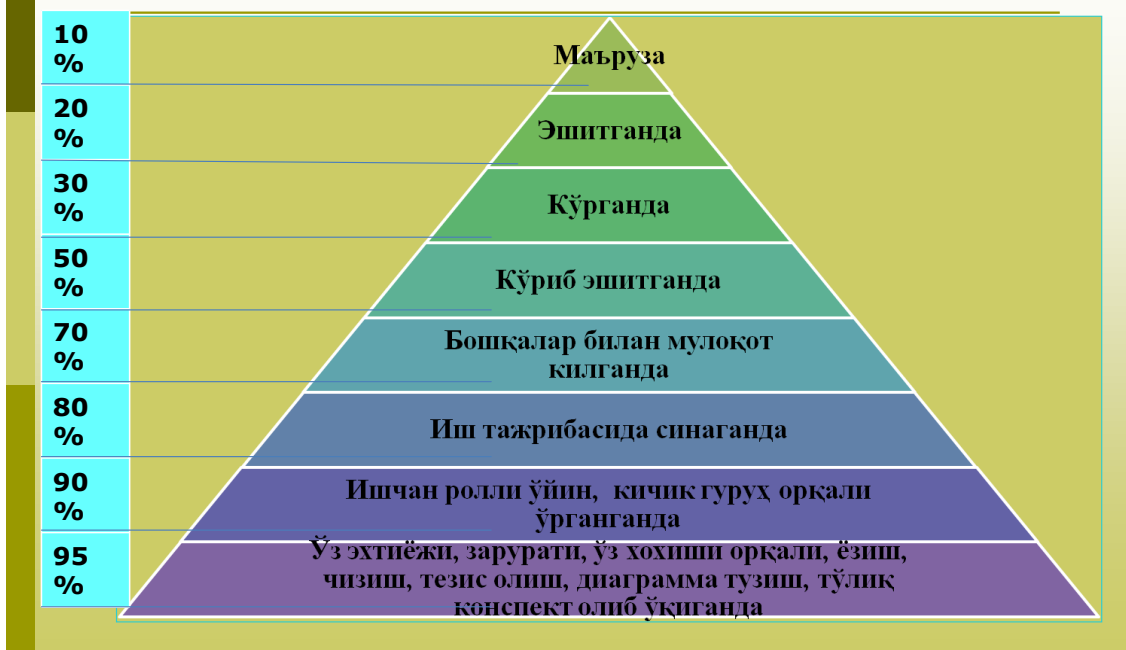 10
%
Маъруза
20
%
Эшитганда
30
%
Кўрганда
50
%
Кўриб эшитганда
70
%
Бошқалар билан мулоқот
килганда
80
%
Иш тажрибасида синаганда
90
%
Ишчан ролли ўйин, кичик гуруҳ орқали
ўрганганда
95
%
Ўз эҳтиёжи, зарурати, ўз хохиши орқали, ёзиш,
чизиш, тезис олиш, диаграмма тузиш, тўлиқ
конспект олиб ўқиганда